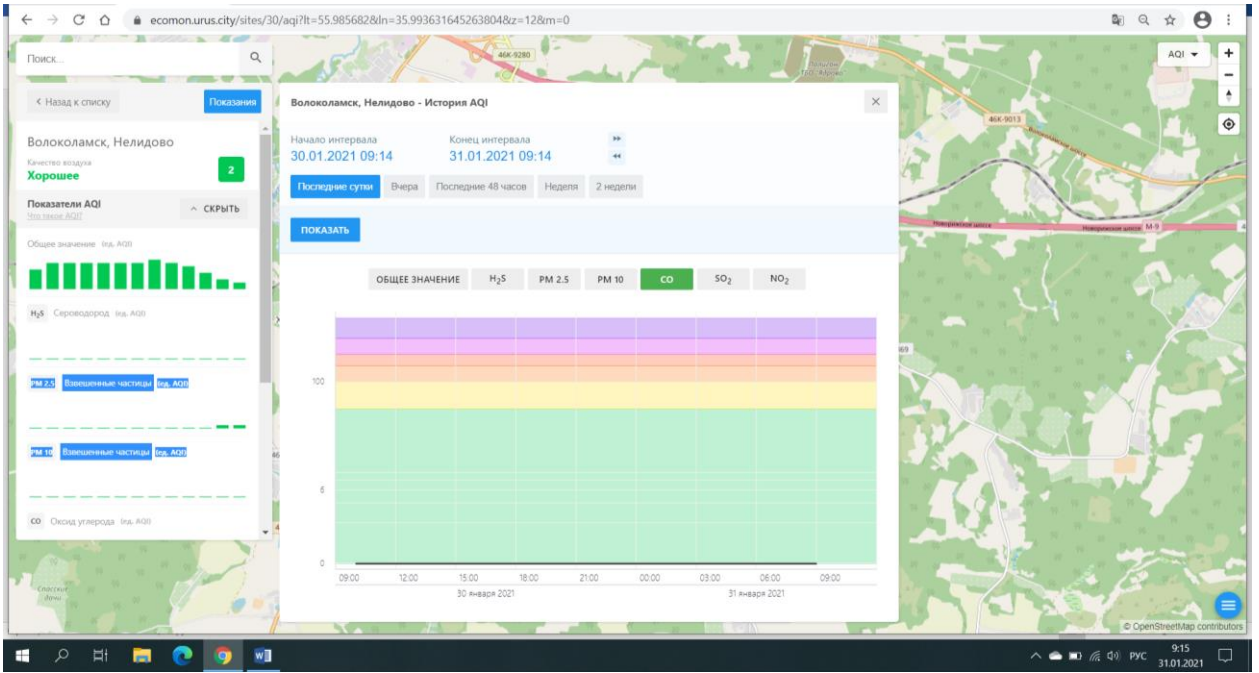 ecomon.urus.city/sites/30/aqi?lt=55.985682&ln=35.993631645263804&z=12&m=0
Поиск...
46К-9280
AQI
Назад к списку
Показания
Волоколамск, Нелидово - История AQI
46К-9013
Волоколамск, Нелидово
Качество воздуха
Хорошее
2
Начало интервала
Конец интервала
30.01.2021 09:14
31.01.2021 09:14
Последние сутки
Вчера
Последние 48 часов
Неделя
2 недели
Показатели AQI
Что такое AQI?
СКРЫТЬ
ПОКАЗАТЬ
Новорижское шоссе
М-9
Новорижское шоссе
Общее значение (ед. AQI)
ОБЩЕЕ ЗНАЧЕНИЕ
H2S
PM 2.5
PM 10
CO
SO2
NO2
H2S Сероводород (ед. AQI)
PM 2.5 Взвешенные частицы (ед. AQI)
PM 10 Взвешенные частицы (ед. AQI)
CO Оксид углерода (ед. AQI)
100
6
0
09:00 12:00 15:00 18:00 21:00 00:00 03:00 06:00 09:00
30 января 2021
31 января 2021
© OpenStreetMap contributors
РУС
9:15
31.01.2021